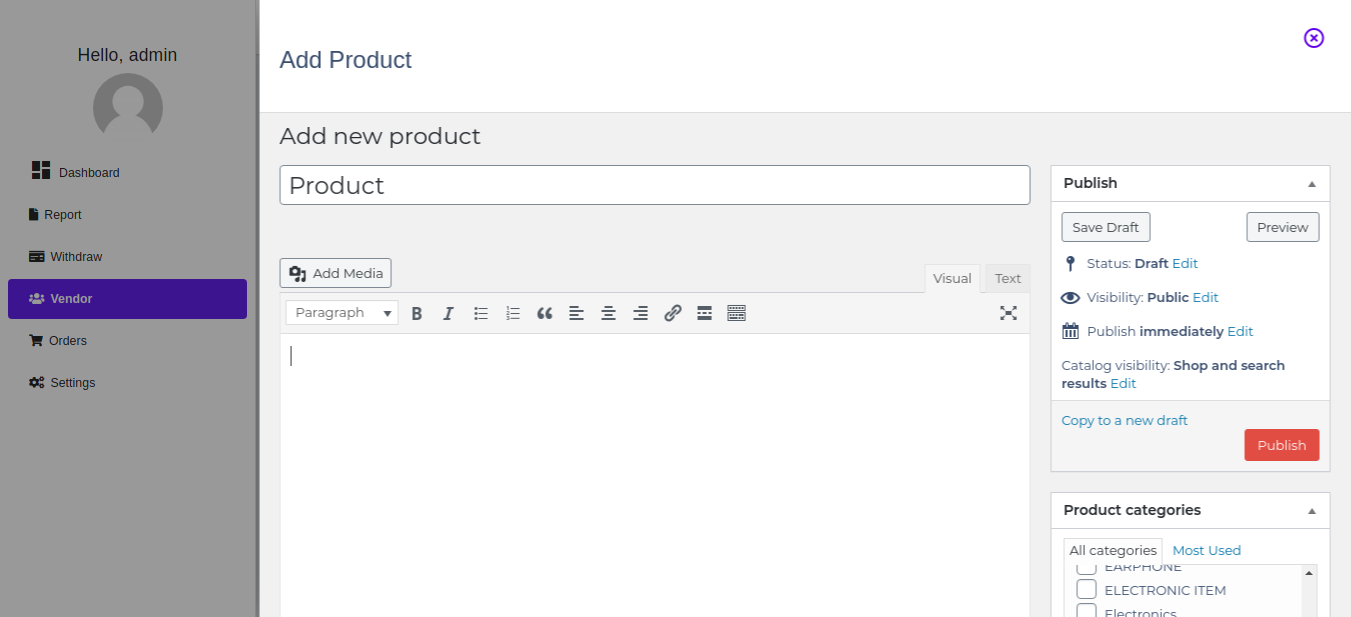 Hello, admin
Dashboard
Report
Withdraw
Vendor
Orders
Settings
Add Product
Add new product
Product
Add Media
Visual
Text
Paragraph
Publish
Save Draft
Preview
Status: Draft Edit
Visibility: Public Edit
Publish immediately Edit
Catalog visibility: Shop and search
results Edit
Copy to a new draft
Publish
Product categories
All categories
Most Used
EARPHONE
ELECTRONIC ITEM
Electronics